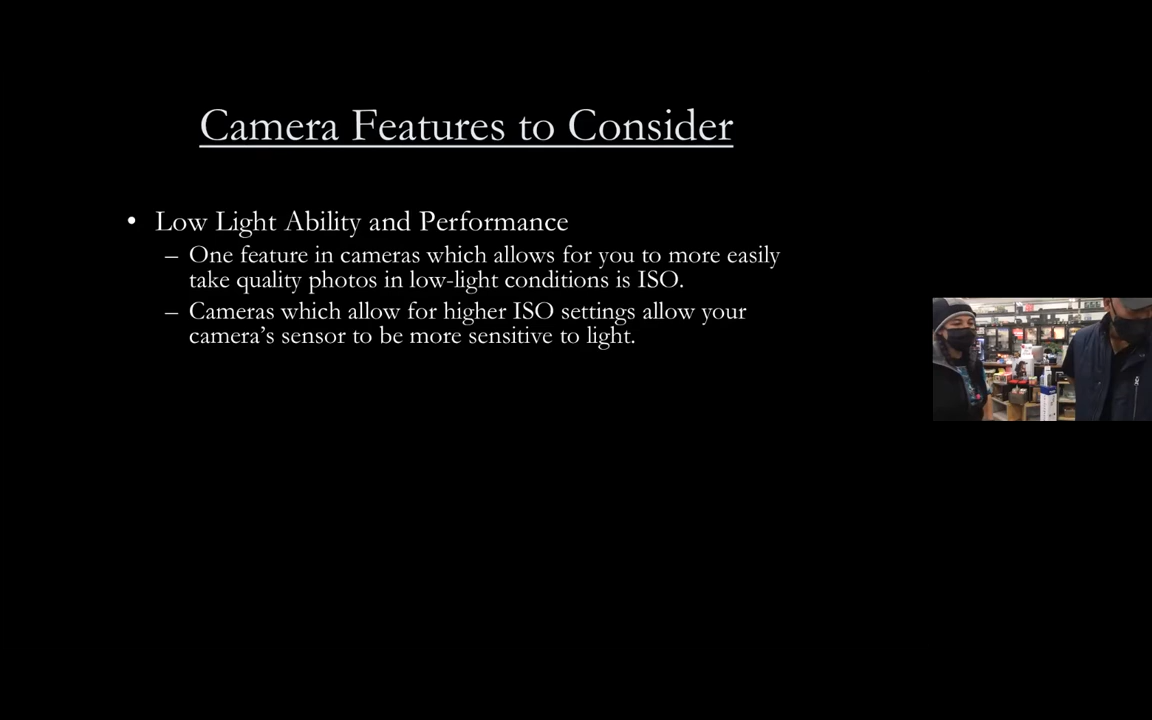 Camera Features to Consider
• Low Light Ability and Performance
– One feature in cameras which allows for you to more easily
take quality photos in low-light conditions is ISO.
– Cameras which allow for higher ISO settings allow your
camera’s sensor to be more sensitive to light.